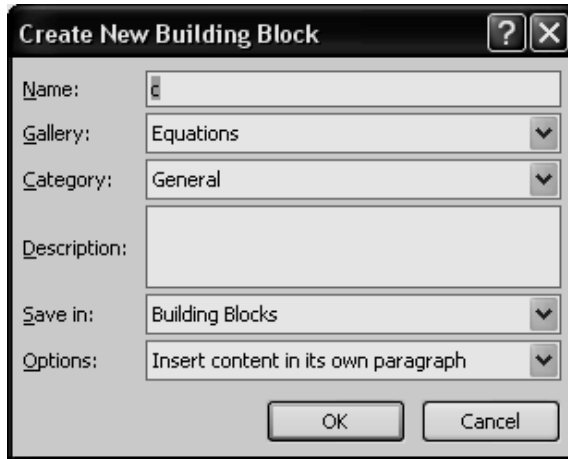 Create New Building Block ? X
Name: c
Gallery: Equations
Category: General
Description:
Save in: Building Blocks
Options: Insert content in its own paragraph
OK Cancel